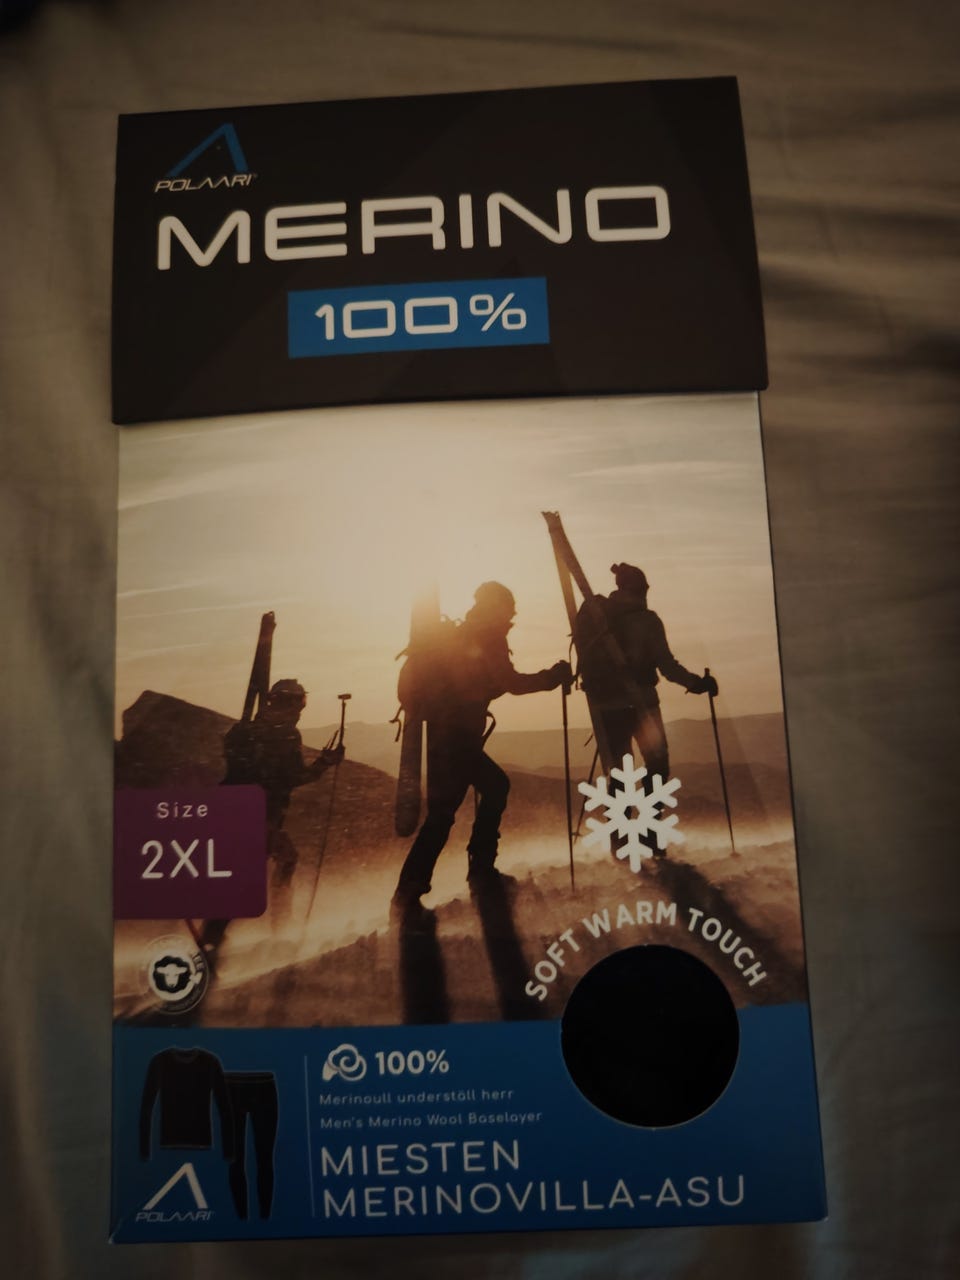 POLAARI
MERINO
100%
Size
2XL
SOFT WARM TOUCH
100%
Merinoull underställ herr
Men's Merino Wool Baselayer
MIESTEN
MERINOVILLA-ASU
POLAARI